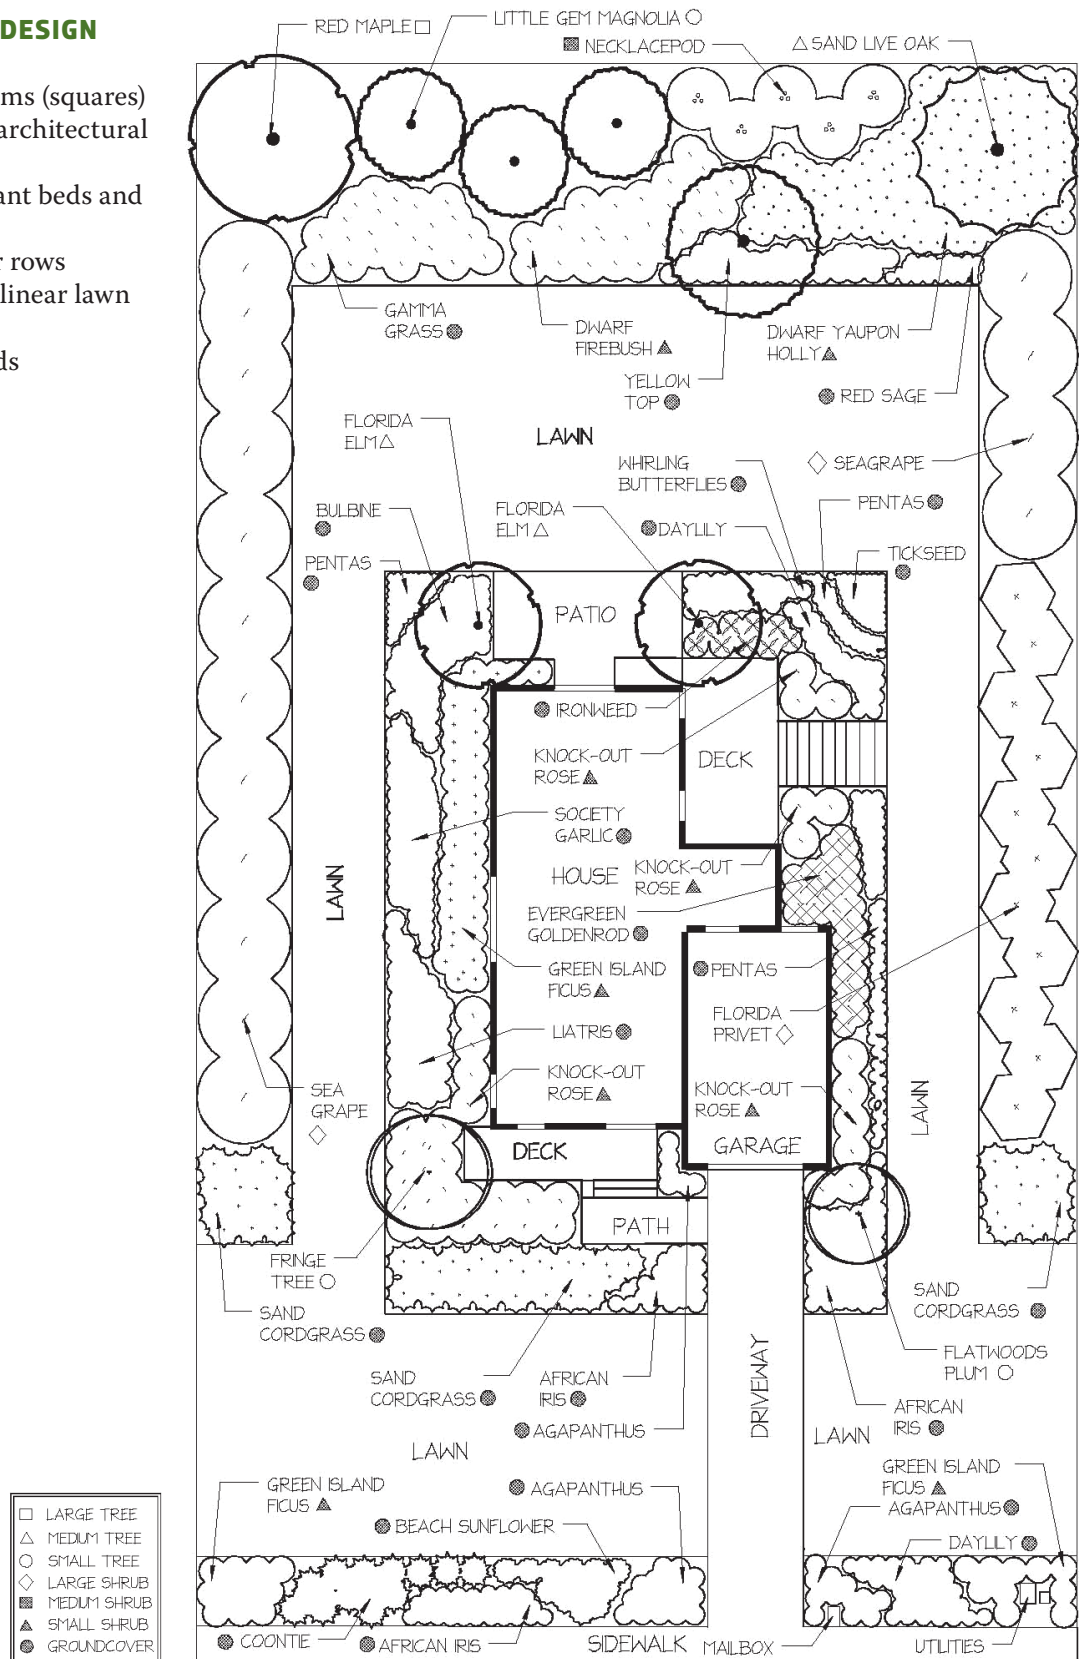 DESIGN
ms (squares)
architectural
ant beds and
r rows
linear lawn
ds
RED MAPLE
LITTLE GEM MAGNOLIA
NECKLACEPOD
SAND LIVE OAK
GAMMA
GRASS
DWARF
FIREBUSH
DWARF YAUPON
HOLLY
YELLOW
TOP
RED SAGE
FLORIDA
ELM
LAWN
WHIRLING
BUTTERFLIES
SEAGRAPE
BULBINE
FLORIDA
ELM
DAYLILY
PENTAS
PENTAS
TICKSEED
PATIO
IRONWEED
KNOCK-OUT
ROSE
DECK
SOCIETY
GARLIC
HOUSE
KNOCK-OUT
ROSE
LAWN
EVERGREEN
GOLDENROD
GREEN ISLAND
FICUS
PENTAS
FLORIDA
PRIVET
LIATRIS
KNOCK-OUT
ROSE
KNOCK-OUT
ROSE
SEA
GRAPE
LAWN
DECK
GARAGE
PATH
FRINGE
TREE
SAND
CORDGRASS
SAND
CORDGRASS
FLATWOODS
PLUM
SAND
CORDGRASS
AFRICAN
IRIS
AGAPANTHUS
DRIVEWAY
AFRICAN
IRIS
LAWN
LAWN
GREEN ISLAND
FICUS
AGAPANTHUS
BEACH SUNFLOWER
GREEN ISLAND
FICUS
AGAPANTHUS
DAYLILY
LARGE TREE
MEDIUM TREE
SMALL TREE
LARGE SHRUB
MEDIUM SHRUB
SMALL SHRUB
GROUNDCOVER
COONTIE
AFRICAN IRIS
SIDEWALK
MAILBOX
UTILITIES